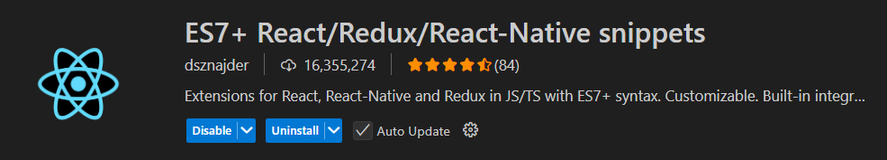 ES7+ React/Redux/React-Native snippets
dsznajder 16,355,274 (84)
Extensions for React, React-Native and Redux in JS/TS with ES7+ syntax. Customizable. Built-in integr...
Disable Uninstall Auto Update